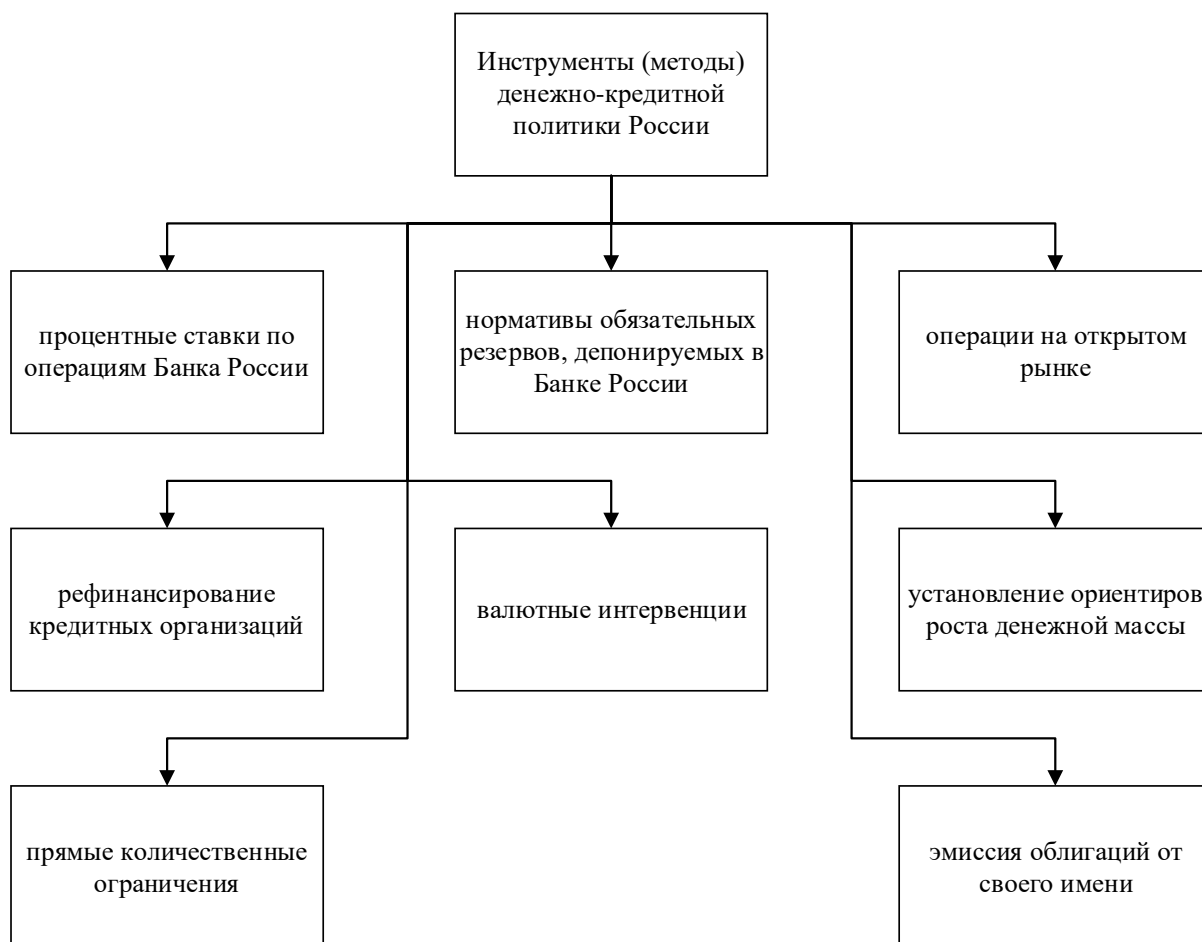 Инструменты (методы)
денежно-кредитной
политики России
процентные ставки по
операциям Банка России
нормативы обязательных
резервов, депонируемых в
Банке России
операции на открытом
рынке
рефинансирование
кредитных организаций
валютные интервенции
установление ориентиров
роста денежной массы
прямые количественные
ограничения
эмиссия облигаций от
своего имени